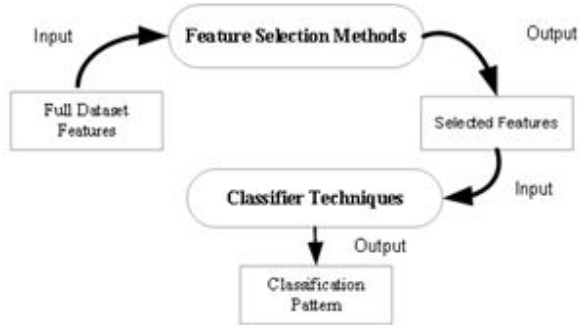 Input
Feature Selection Methods
Output
Full Dataset
Features
Selected Features
Input
Classifier Techniques
Output
Classification
Pattern